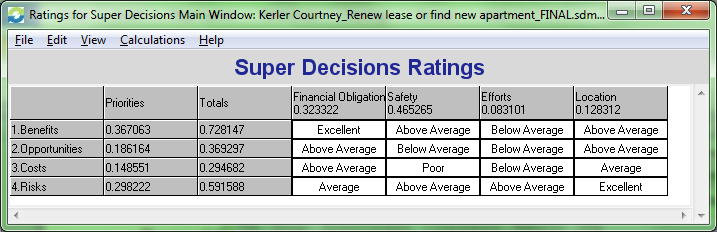 Ratings for Super Decisions Main Window: Kerler Courtney_Renew lease or find new apartment_FINAL.sdm...
File Edit View Calculations Help
Super Decisions Ratings
Priorities Totals Financial Obligation 0.323322 Safety 0.465265 Efforts 0.083101 Location 0.128312
1.Benefits 0.367063 0.728147 Excellent Above Average Below Average Above Average
2.Opportunities 0.186164 0.369297 Above Average Below Average Below Average Above Average
3.Costs 0.148551 0.294682 Above Average Poor Below Average Average
4.Risks 0.298222 0.591588 Average Above Average Above Average Excellent